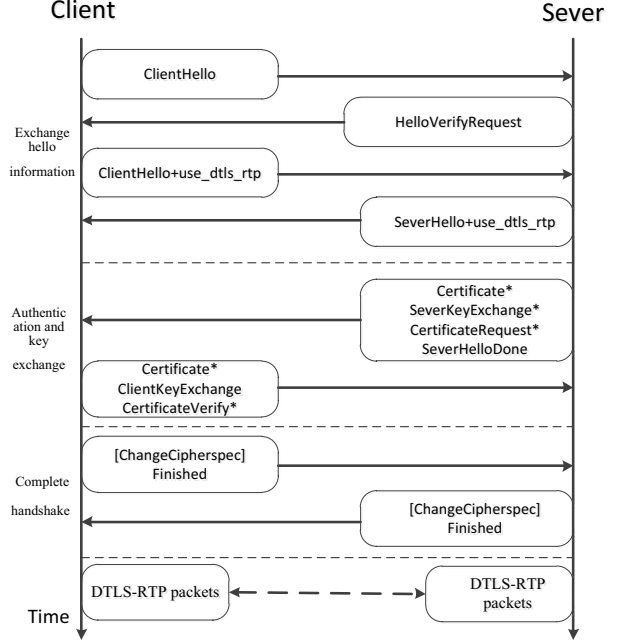 Client
Sever
ClientHello
HelloVerifyRequest
Exchange
hello
information
ClientHello+use_dtls_rtp
SeverHello+use_dtls_rtp
Certificate*
SeverKeyExchange*
CertificateRequest*
SeverHelloDone
Authentic
ation and
key
exchange
Certificate*
ClientKeyExchange
CertificateVerify*
[ChangeCipherspec]
Finished
Complete
handshake
[ChangeCipherspec]
Finished
DTLS-RTP packets
DTLS-RTP
packets
Time